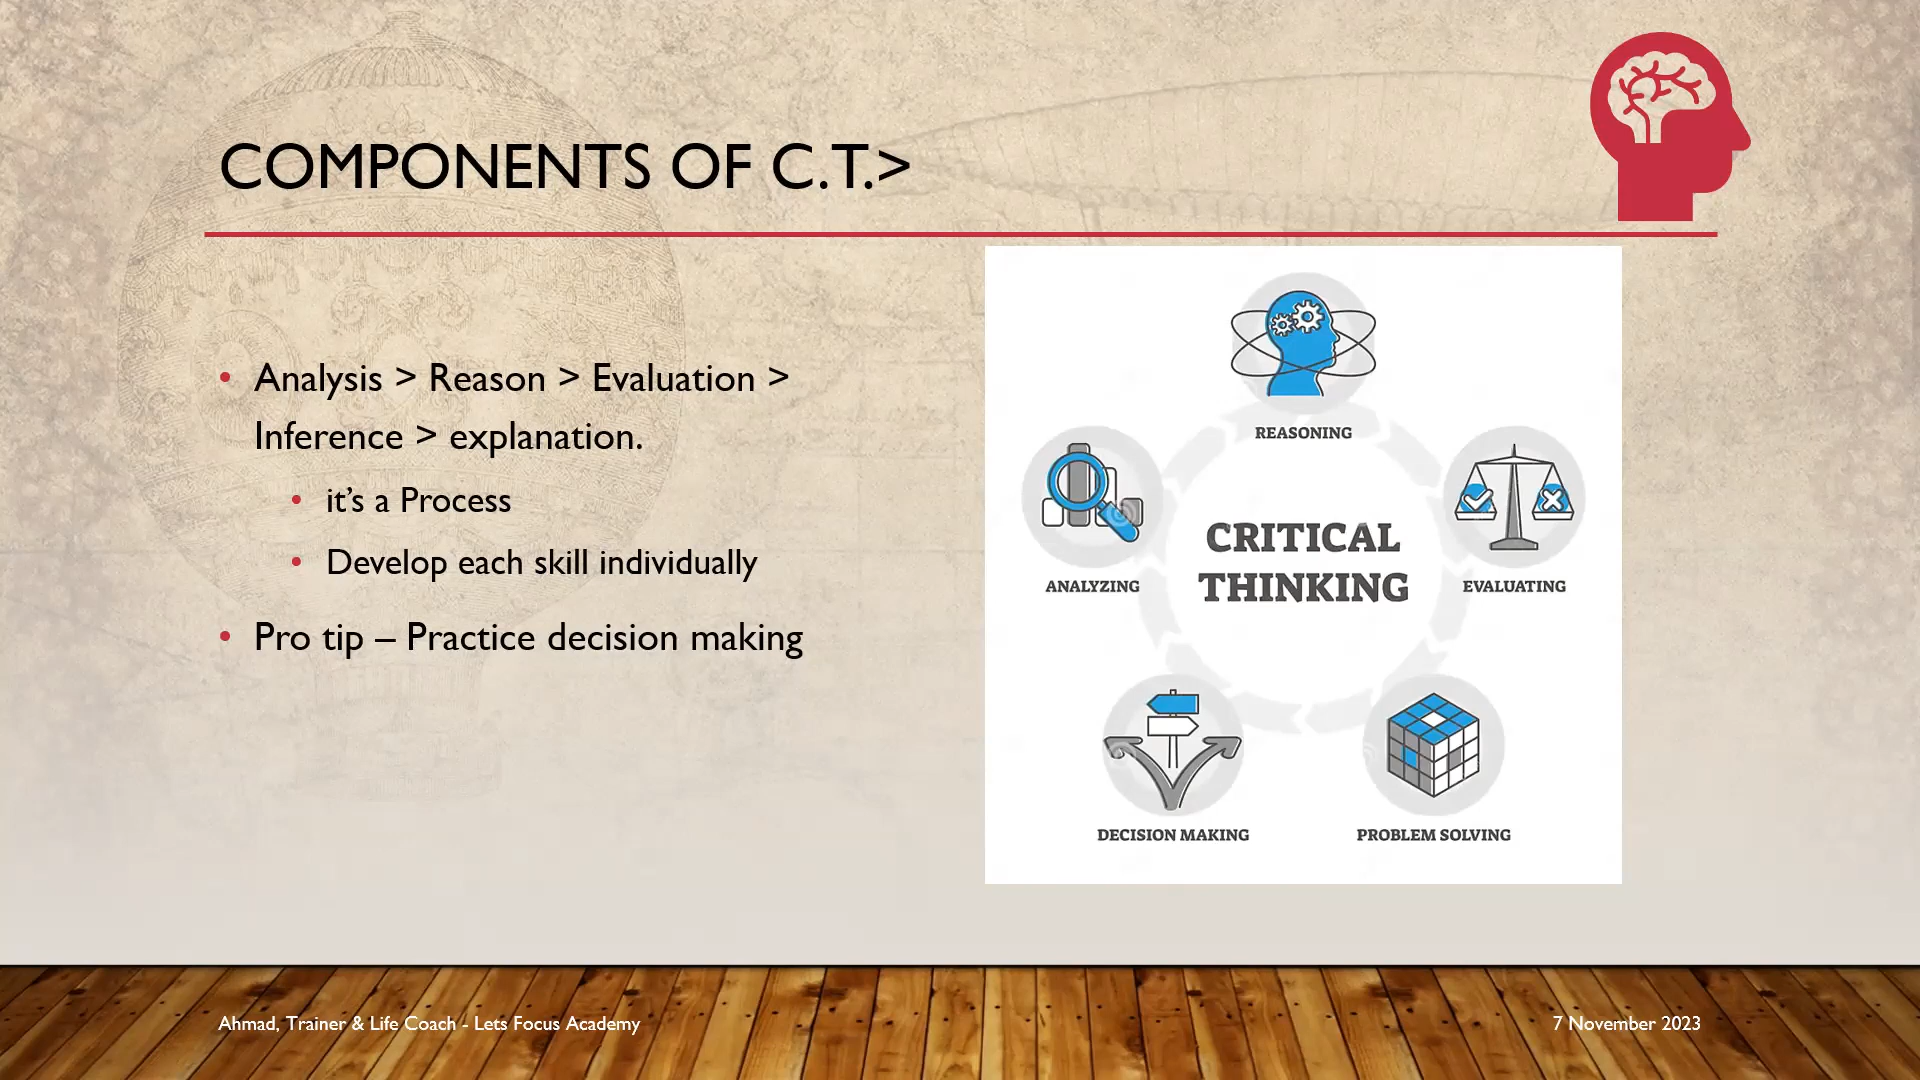 COMPONENTS OF C.T.>
• Analysis > Reason > Evaluation >
Inference > explanation.
• it’s a Process
• Develop each skill individually
• Pro tip – Practice decision making
REASONING
ANALYZING
CRITICAL
THINKING
EVALUATING
DECISION MAKING
PROBLEM SOLVING
Ahmad, Trainer & Life Coach - Lets Focus Academy
7 November 2023